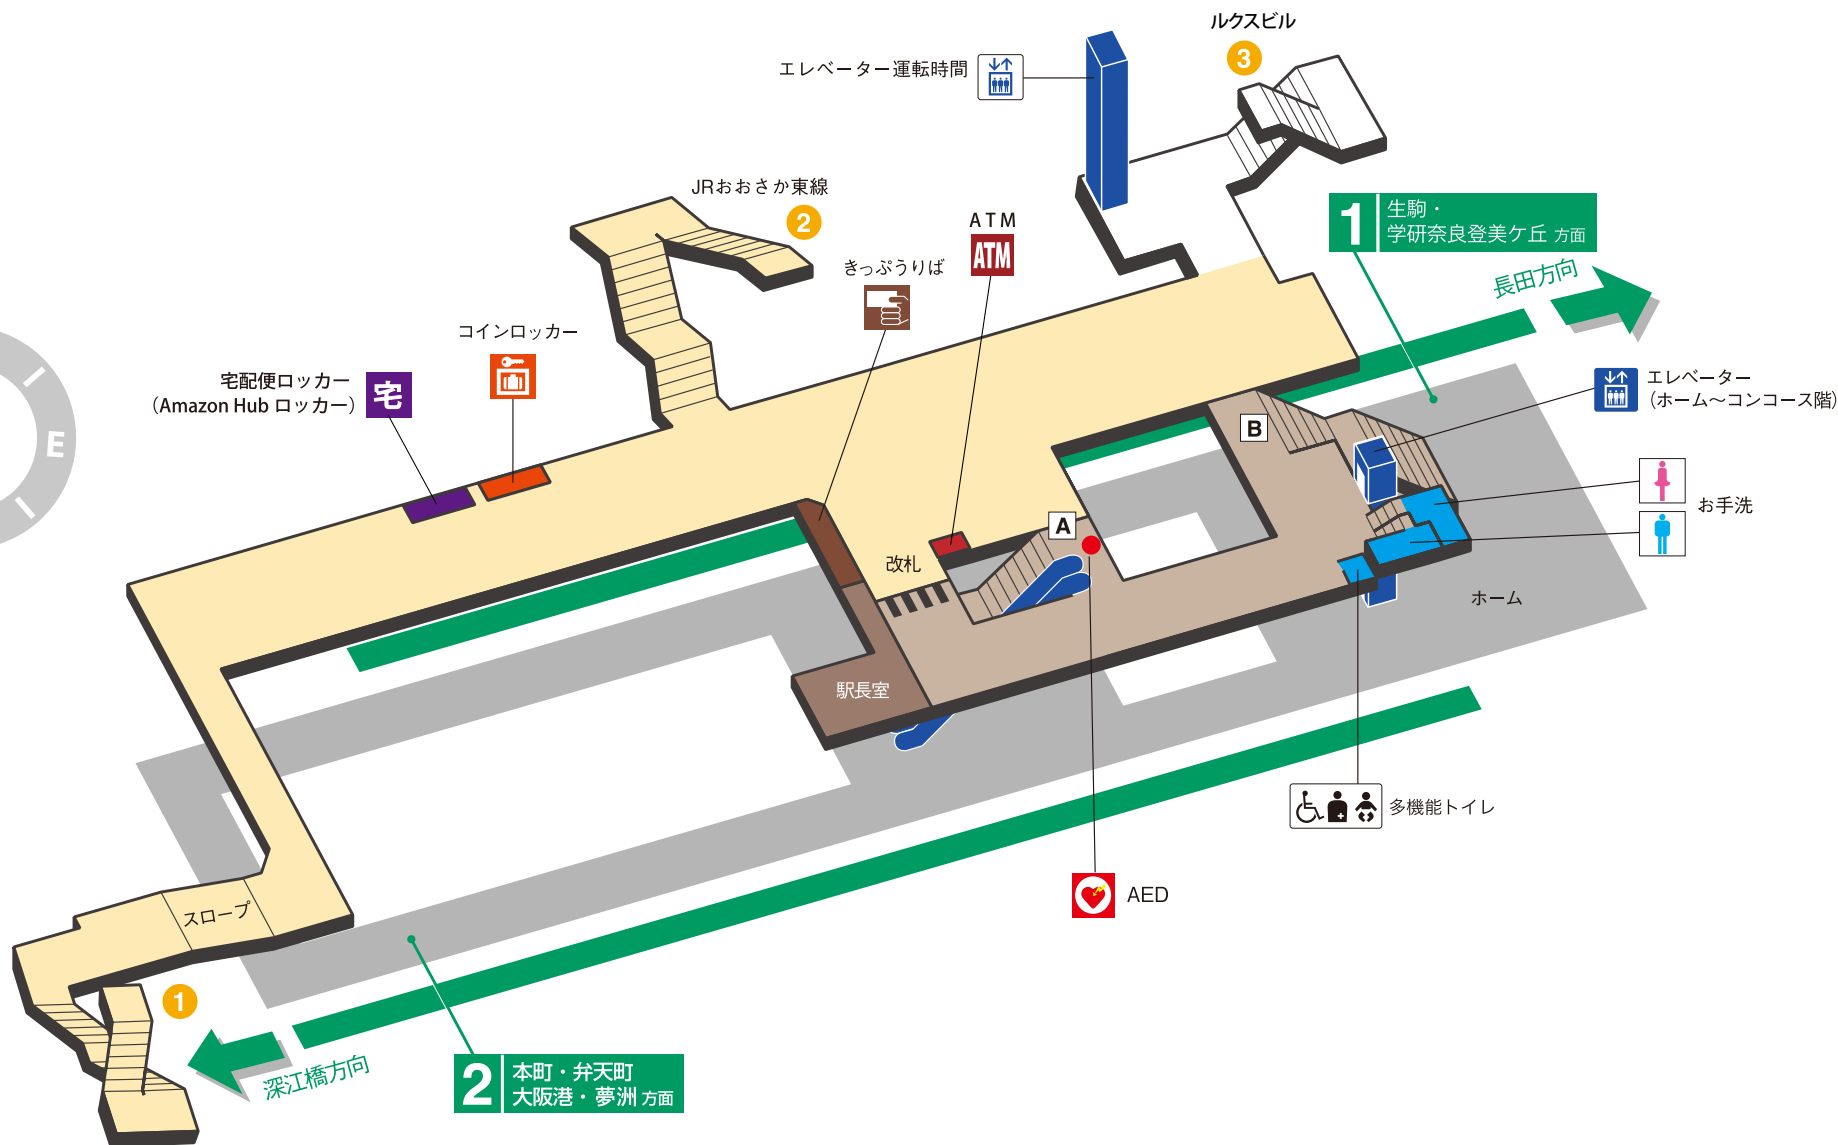 ルクスビル
3
エレベーター運転時間
JRおおさか東線
2
ATM
ATM
きっぷうりば
1
生駒・
学研奈良登美ケ丘 方面
長田方向
コインロッカー
宅配便ロッカー
(Amazon Hub ロッカー)
宅
エレベーター
(ホーム〜コンコース階)
E
B
A
お手洗
改札
ホーム
駅長室
多機能トイレ
AED
スロープ
1
深江橋方向
2
本町・弁天町
大阪港・夢洲 方面